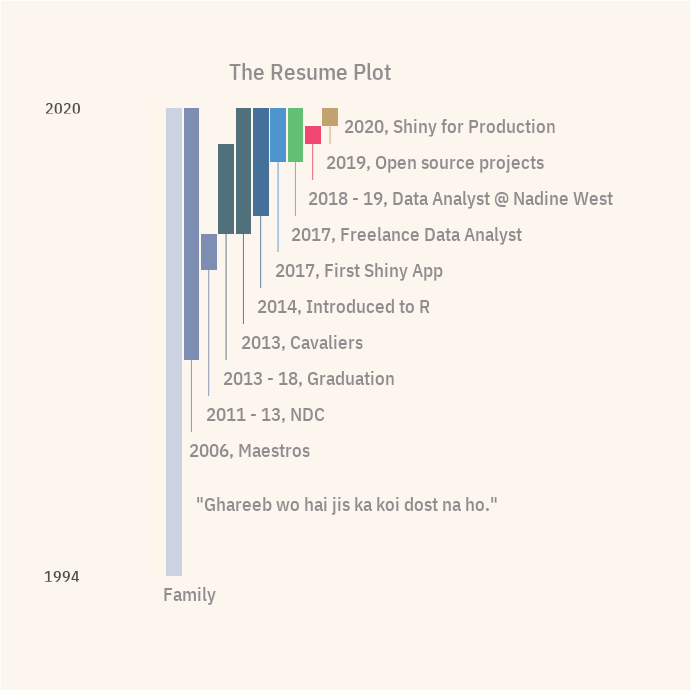 The Resume Plot
2020
2020, Shiny for Production
2019, Open source projects
2018 - 19, Data Analyst @ Nadine West
2017, Freelance Data Analyst
2017, First Shiny App
2014, Introduced to R
2013, Cavaliers
2013 - 18, Graduation
2011 - 13, NDC
2006, Maestros
"Ghareeb wo hai jis ka koi dost na ho."
1994
Family